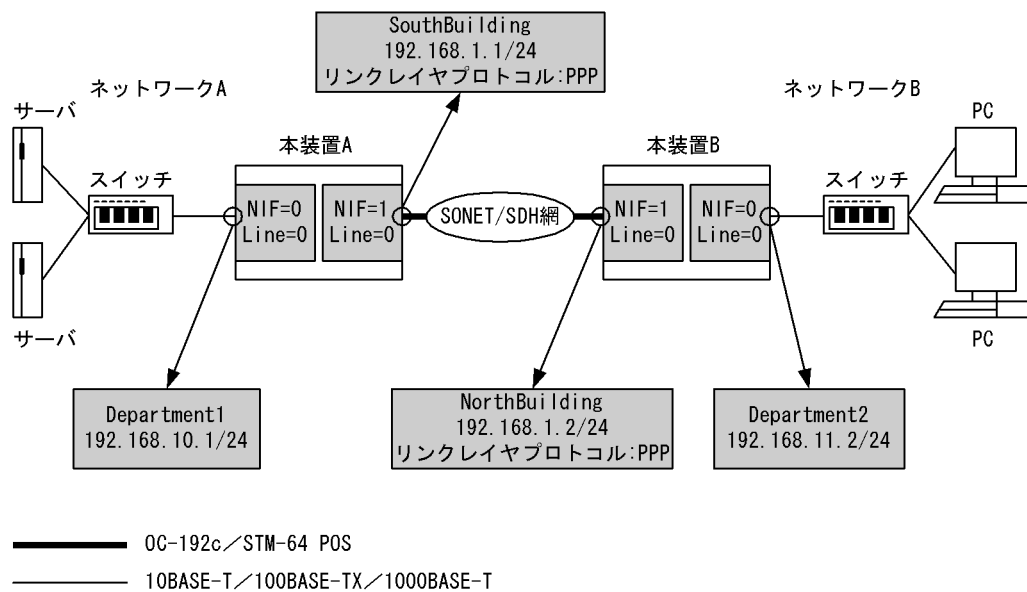 SouthBuilding
192.168.1.1/24
リンクレイヤプロトコル:PPP
ネットワークA
ネットワークB
サーバ
PC
本装置A
本装置B
スイッチ
スイッチ
NIF=0
Line=0
NIF=1
Line=0
SONET/SDH網
NIF=1
Line=0
NIF=0
Line=0
サーバ
PC
Department1
192.168.10.1/24
NorthBuilding
192.168.1.2/24
リンクレイヤプロトコル:PPP
Department2
192.168.11.2/24
OC-192c／STM-64 POS
10BASE-T／100BASE-TX／1000BASE-T